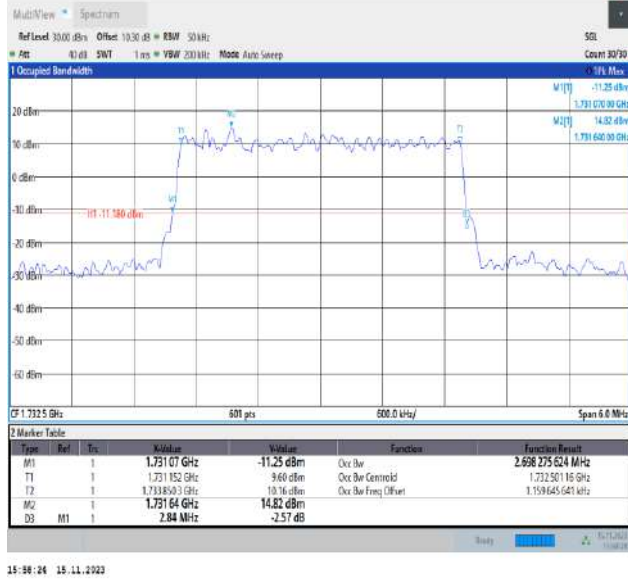 MultiView Spectrum
Ref Level 30.00 dBm Offset 10.30 dB RBW 50 kHz SGL
Att 40 dB SWT 1 ms VBW 200 kHz Mode Auto Sweep Count 30/30
1 Occupied Bandwidth 1Pk Max
M1[1] -11.25 dBm
1.731 070 00 GHz
M2[1] 14.82 dBm
1.731 640 00 GHz
20 dBm
M2
T1 T2
10 dBm
0 dBm
M1
-10 dBm
H1 -11.180 dBm
D3
-20 dBm
-30 dBm
-40 dBm
-50 dBm
-60 dBm
CF 1.732 5 GHz 601 pts 600.0 kHz/ Span 6.0 MHz
2 Marker Table
Type Ref Trc X-Value Y-Value Function Function Result
M1 1 1.731 07 GHz -11.25 dBm Occ Bw 2.698 275 624 MHz
T1 1 1.731 152 GHz 9.60 dBm Occ Bw Centroid 1.732 501 16 GHz
T2 1 1.733 850 3 GHz 10.16 dBm Occ Bw Freq Offset 1.159 645 641 kHz
M2 1 1.731 64 GHz 14.82 dBm
D3 M1 1 2.84 MHz -2.57 dB
Ready 15.11.2023
15:58:24 15.11.2023